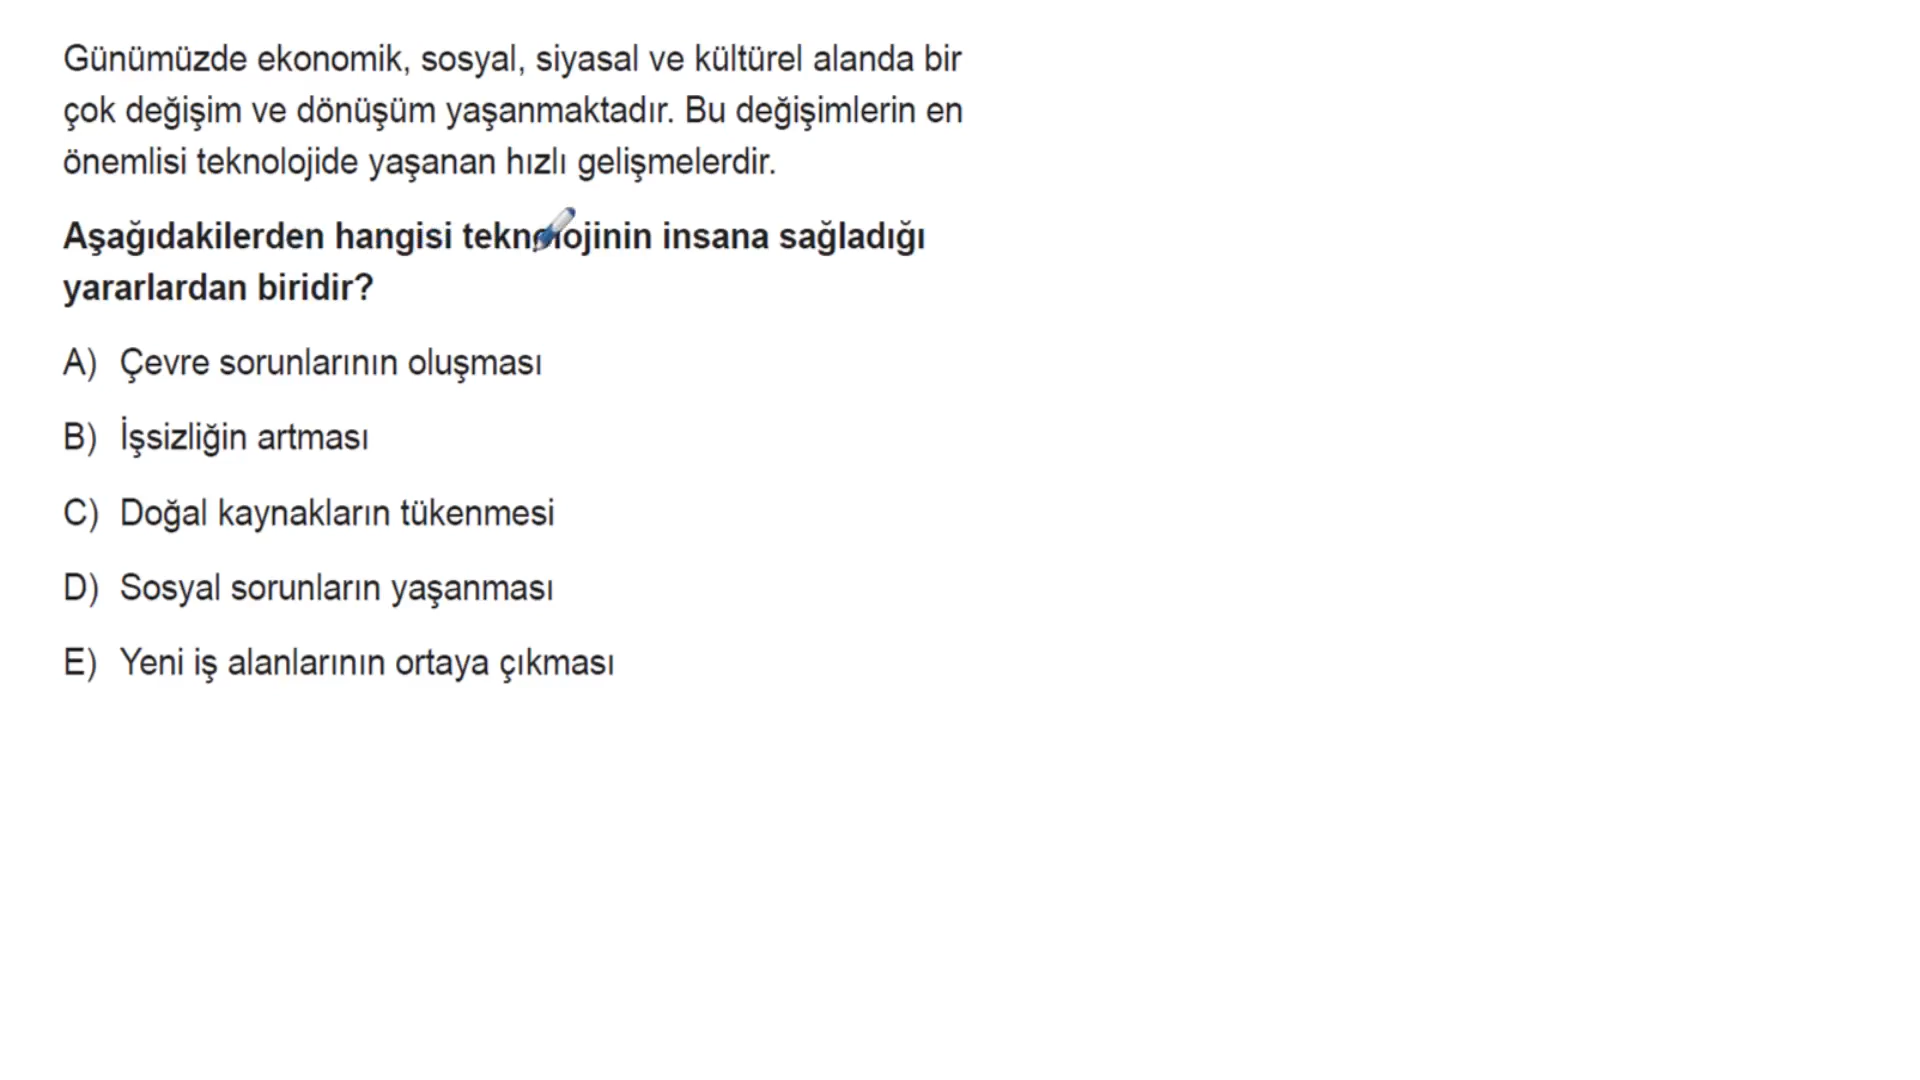 Günümüzde ekonomik, sosyal, siyasal ve kültürel alanda bir
çok değişim ve dönüşüm yaşanmaktadır. Bu değişimlerin en
önemlisi teknolojide yaşanan hızlı gelişmelerdir.
Aşağıdakilerden hangisi teknolojinin insana sağladığı
yararlardan biridir?
A) Çevre sorunlarının oluşması
B) İşsizliğin artması
C) Doğal kaynakların tükenmesi
D) Sosyal sorunların yaşanması
E) Yeni iş alanlarının ortaya çıkması